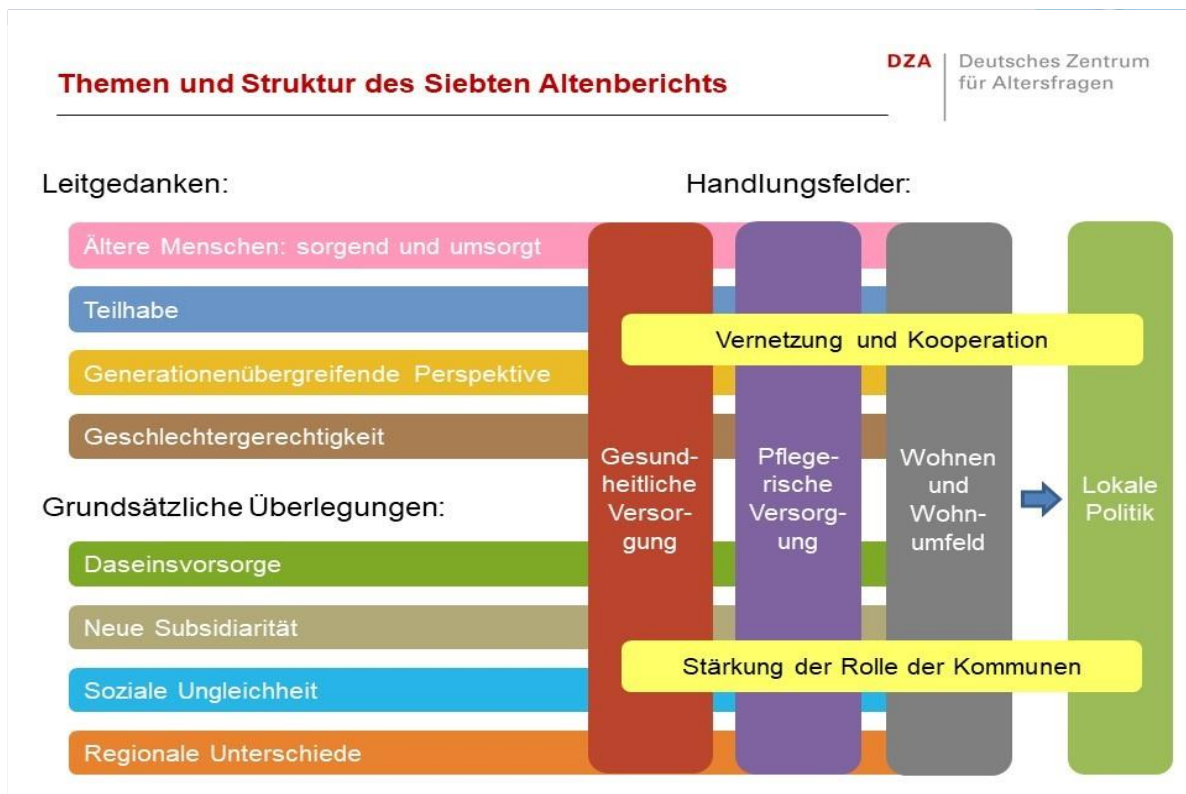 Themen und Struktur des Siebten Altenberichts
DZA
Deutsches Zentrum
für Altersfragen
Leitgedanken:
Ältere Menschen: sorgend und umsorgt
Teilhabe
Generationenübergreifende Perspektive
Geschlechtergerechtigkeit
Grundsätzliche Überlegungen:
Daseinsvorsorge
Neue Subsidiarität
Soziale Ungleichheit
Regionale Unterschiede
Handlungsfelder:
Vernetzung und Kooperation
Gesund-
heitliche
Versor-
gung
Pflege-
rische
Versorg-
ung
Wohnen
und
Wohn-
umfeld
Lokale
Politik
Stärkung der Rolle der Kommunen